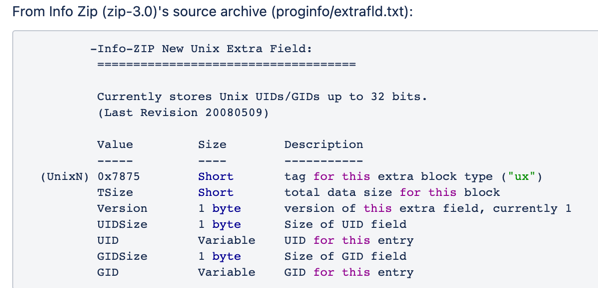 From Info Zip (zip-3.0)'s source archive (proginfo/extrafld.txt):
-Info-ZIP New Unix Extra Field:
====================================
Currently stores Unix UIDs/GIDs up to 32 bits.
(Last Revision 20080509)
Value Size Description
----- ---- -----------
(UnixN) 0x7875 Short tag for this extra block type ("ux")
TSize Short total data size for this block
Version 1 byte version of this extra field, currently 1
UIDSize 1 byte Size of UID field
UID Variable UID for this entry
GIDSize 1 byte Size of GID field
GID Variable GID for this entry